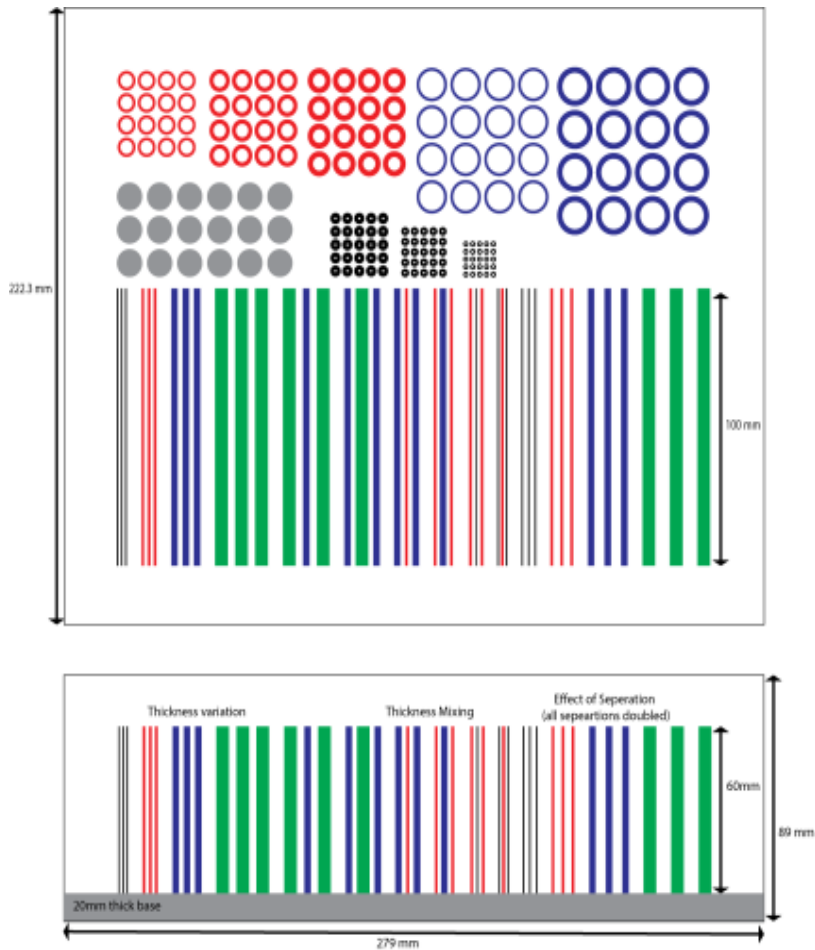 222.3 mm
100 mm
Thickness variation
Thickness Mixing
Effect of Seperation
(all sepeartions doubled)
60mm
89 mm
20mm thick base
279 mm